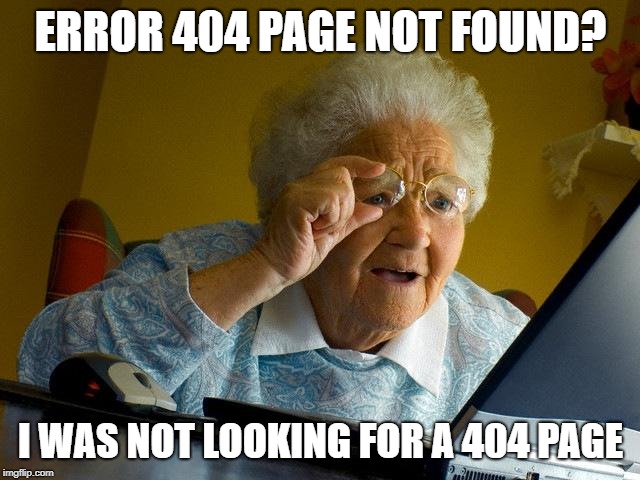 ERROR 404 PAGE NOT FOUND?
I WAS NOT LOOKING FOR A 404 PAGE
imgflip.com